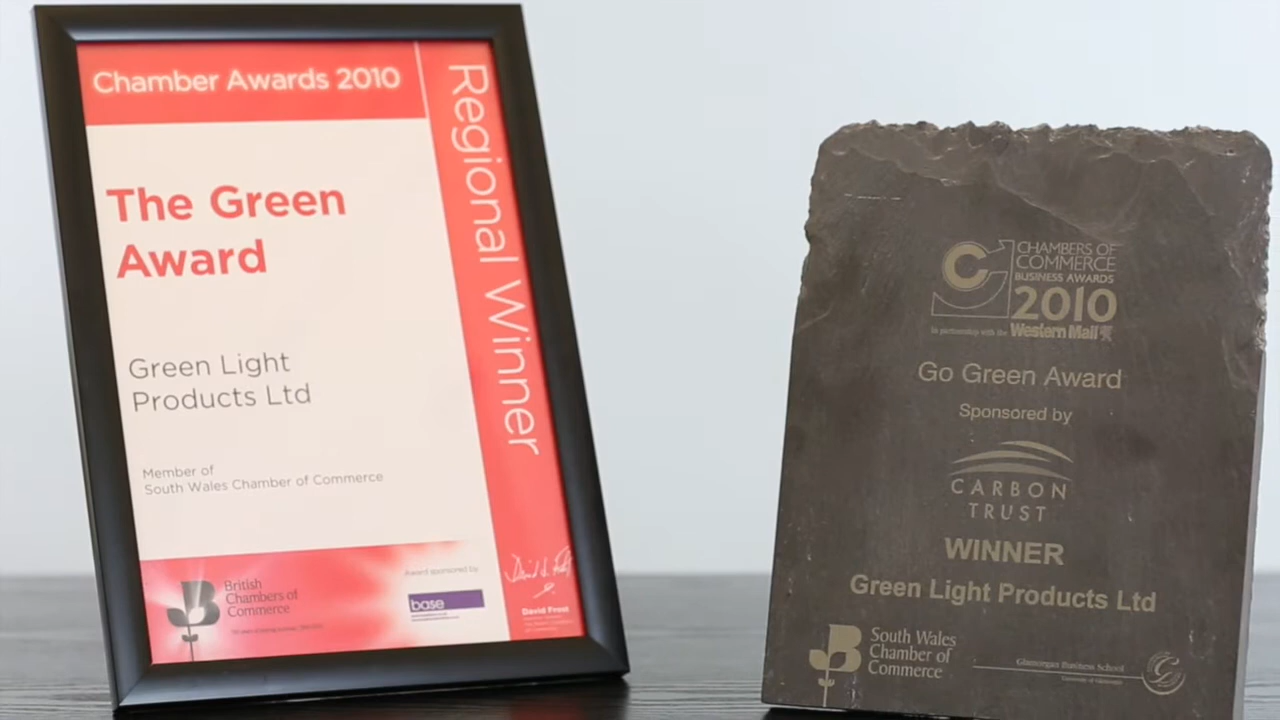 Chamber Awards 2010
Regional Winner
The Green
Award
Green Light
Products Ltd
Member of
South Wales Chamber of Commerce
British
Chambers of
Commerce
Award sponsored by
base
David Frost
CHAMBERS OF
COMMERCE
BUSINESS AWARDS
2010
In partnership with the Western Mail
Go Green Award
Sponsored by
CARBON
TRUST
WINNER
Green Light Products Ltd
South Wales
Chamber of
Commerce
Glamorgan Business School